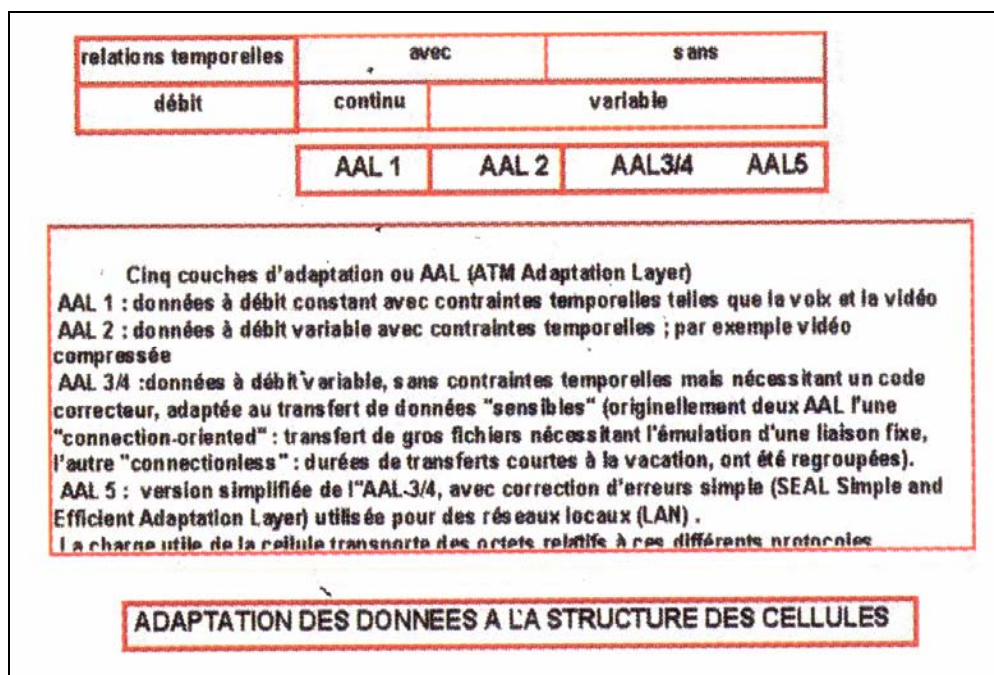 relations temporelles avec sans
débit continu variable
AAL 1 AAL 2 AAL3/4 AAL5
Cinq couches d'adaptation ou AAL (ATM Adaptation Layer)
AAL 1 : données à débit constant avec contraintes temporelles telles que la voix et la vidéo
AAL 2 : données à débit variable avec contraintes temporelles ; par exemple vidéo
compressée
AAL 3/4 :données à débit variable, sans contraintes temporelles mais nécessitant un code
correcteur, adaptée au transfert de données "sensibles" (originellement deux AAL l'une
"connection-oriented" : transfert de gros fichiers nécessitant l'émulation d'une liaison fixe,
l'autre "connectionless" : durées de transferts courtes à la vacation, ont été regroupées).
AAL 5 : version simplifiée de l"AAL-3/4, avec correction d'erreurs simple (SEAL Simple and
Efficient Adaptation Layer) utilisée pour des réseaux locaux (LAN) .
La charge utile de la cellule transporte des octets relatifs à ces différents protocoles
ADAPTATION DES DONNEES A LA STRUCTURE DES CELLULES